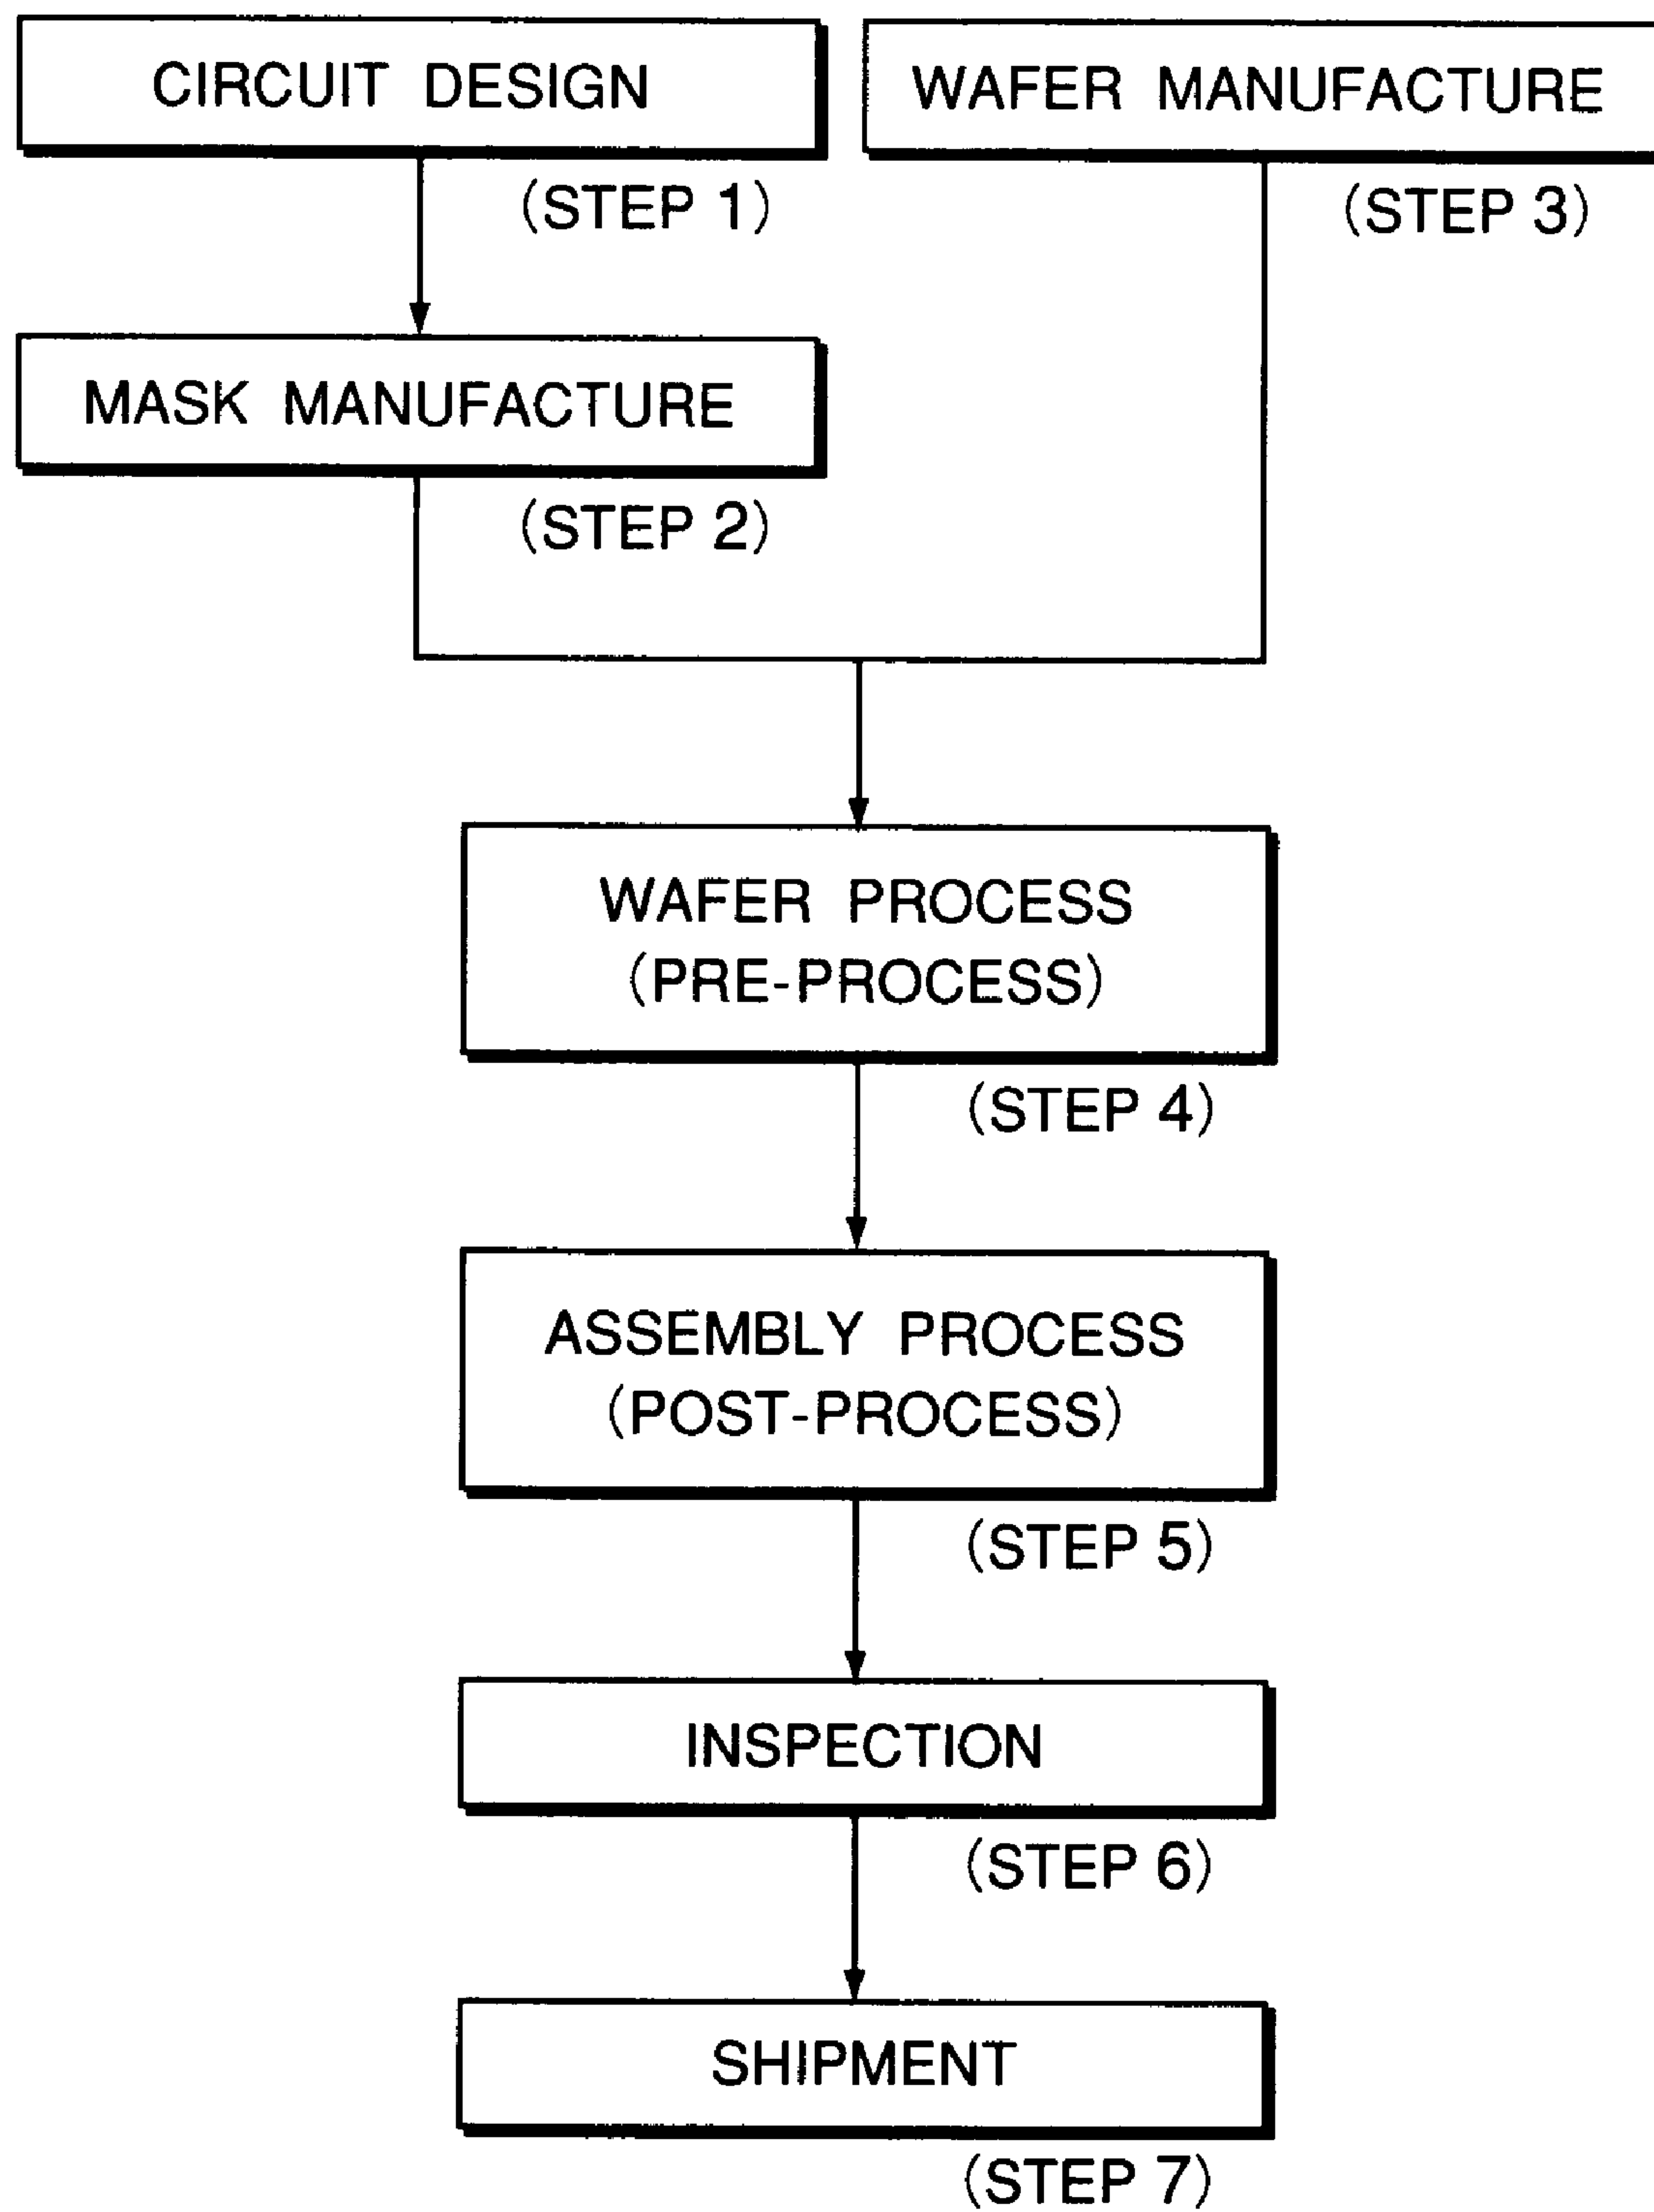 CIRCUIT DESIGN
(STEP 1)
WAFER MANUFACTURE
(STEP 3)
MASK MANUFACTURE
(STEP 2)
WAFER PROCESS
(PRE-PROCESS)
(STEP 4)
ASSEMBLY PROCESS
(POST-PROCESS)
(STEP 5)
INSPECTION
(STEP 6)
SHIPMENT
(STEP 7)